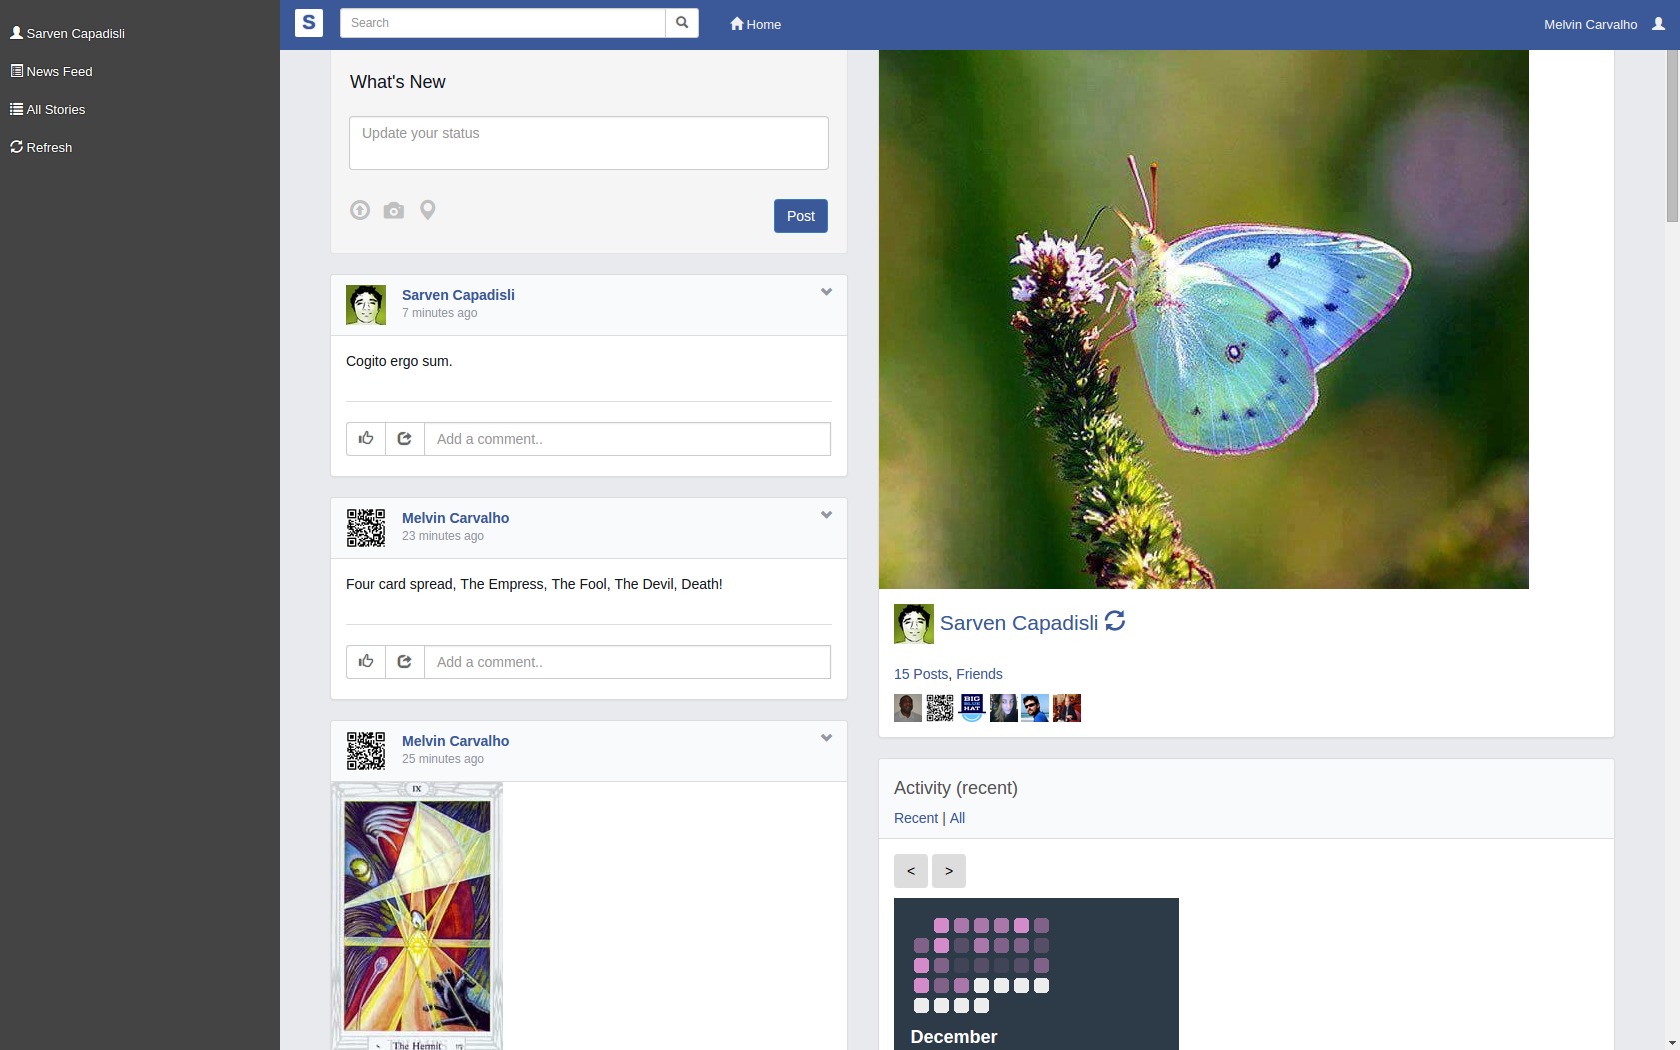 Sarven Capadisli
News Feed
All Stories
Refresh
S
Search
Home
Melvin Carvalho
What's New
Update your status
Post
Sarven Capadisli
7 minutes ago
Cogito ergo sum.
Add a comment..
Melvin Carvalho
23 minutes ago
Four card spread, The Empress, The Fool, The Devil, Death!
Add a comment..
Melvin Carvalho
25 minutes ago
IX
The Hermit
Sarven Capadisli
15 Posts, Friends
BIG
BLUE
HAT
Activity (recent)
Recent | All
< >
December